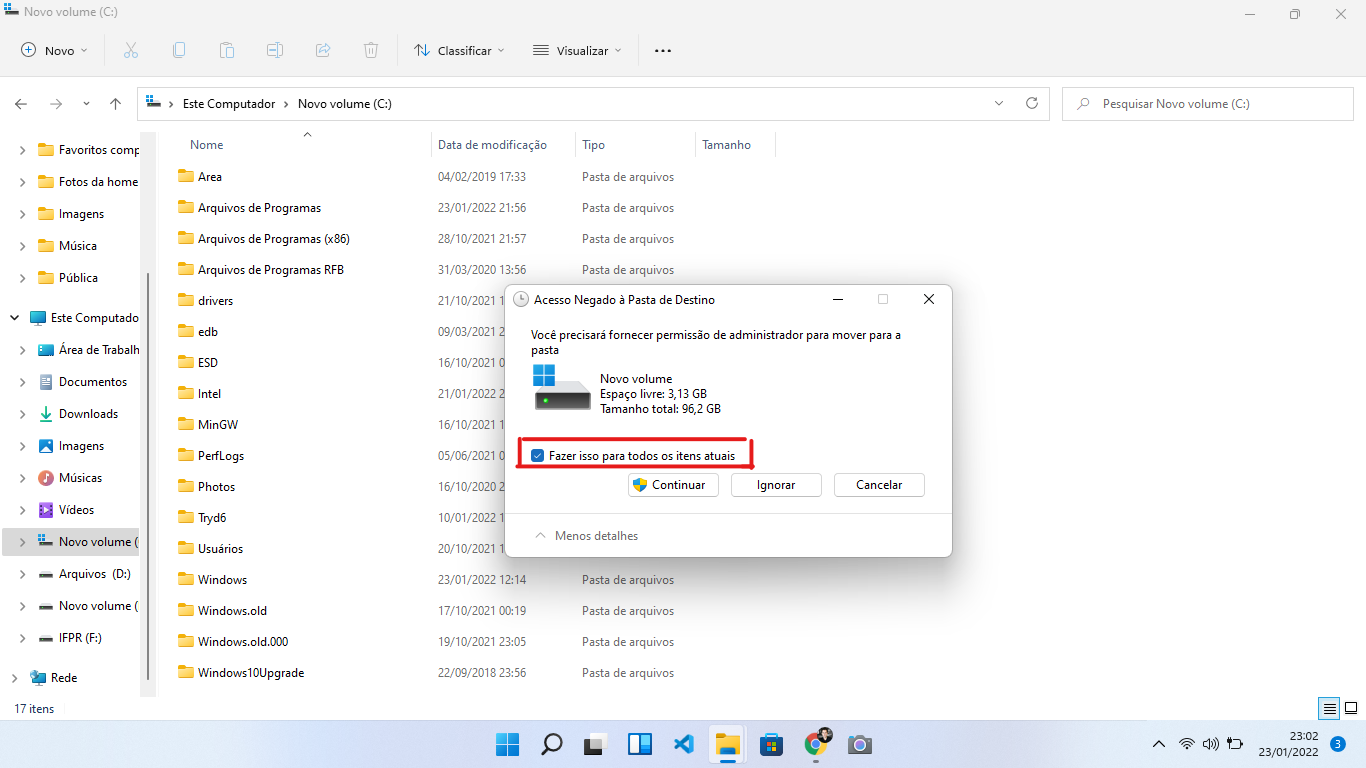 Novo volume (C:)
Novo
Classificar
Visualizar
Este Computador
Novo volume (C:)
Pesquisar Novo volume (C:)
Favoritos comp
Fotos da home
Imagens
Música
Pública
Este Computado
Área de Trabalh
Documentos
Downloads
Imagens
Músicas
Vídeos
Novo volume (
Arquivos (D:)
Novo volume (
IFPR (F:)
Rede
Nome Data de modificação Tipo Tamanho
Area 04/02/2019 17:33 Pasta de arquivos
Arquivos de Programas 23/01/2022 21:56 Pasta de arquivos
Arquivos de Programas (x86) 28/10/2021 21:57 Pasta de arquivos
Arquivos de Programas RFB 31/03/2020 13:56 Pasta de arquivos
drivers 21/10/2021 1
edb 09/03/2021 2
ESD 16/10/2021 0
Intel 21/01/2022 2
MinGW 16/10/2021 1
PerfLogs 05/06/2021 0
Photos 16/10/2020 2
Tryd6 10/01/2022 1
Usuários 20/10/2021 1
Windows 23/01/2022 12:14 Pasta de arquivos
Windows.old 17/10/2021 00:19 Pasta de arquivos
Windows.old.000 19/10/2021 23:05 Pasta de arquivos
Windows10Upgrade 22/09/2018 23:56 Pasta de arquivos
Acesso Negado à Pasta de Destino
Você precisará fornecer permissão de administrador para mover para a
pasta
Novo volume
Espaço livre: 3,13 GB
Tamanho total: 96,2 GB
Fazer isso para todos os itens atuais
Continuar Ignorar Cancelar
Menos detalhes
17 itens
23:02
23/01/2022
3